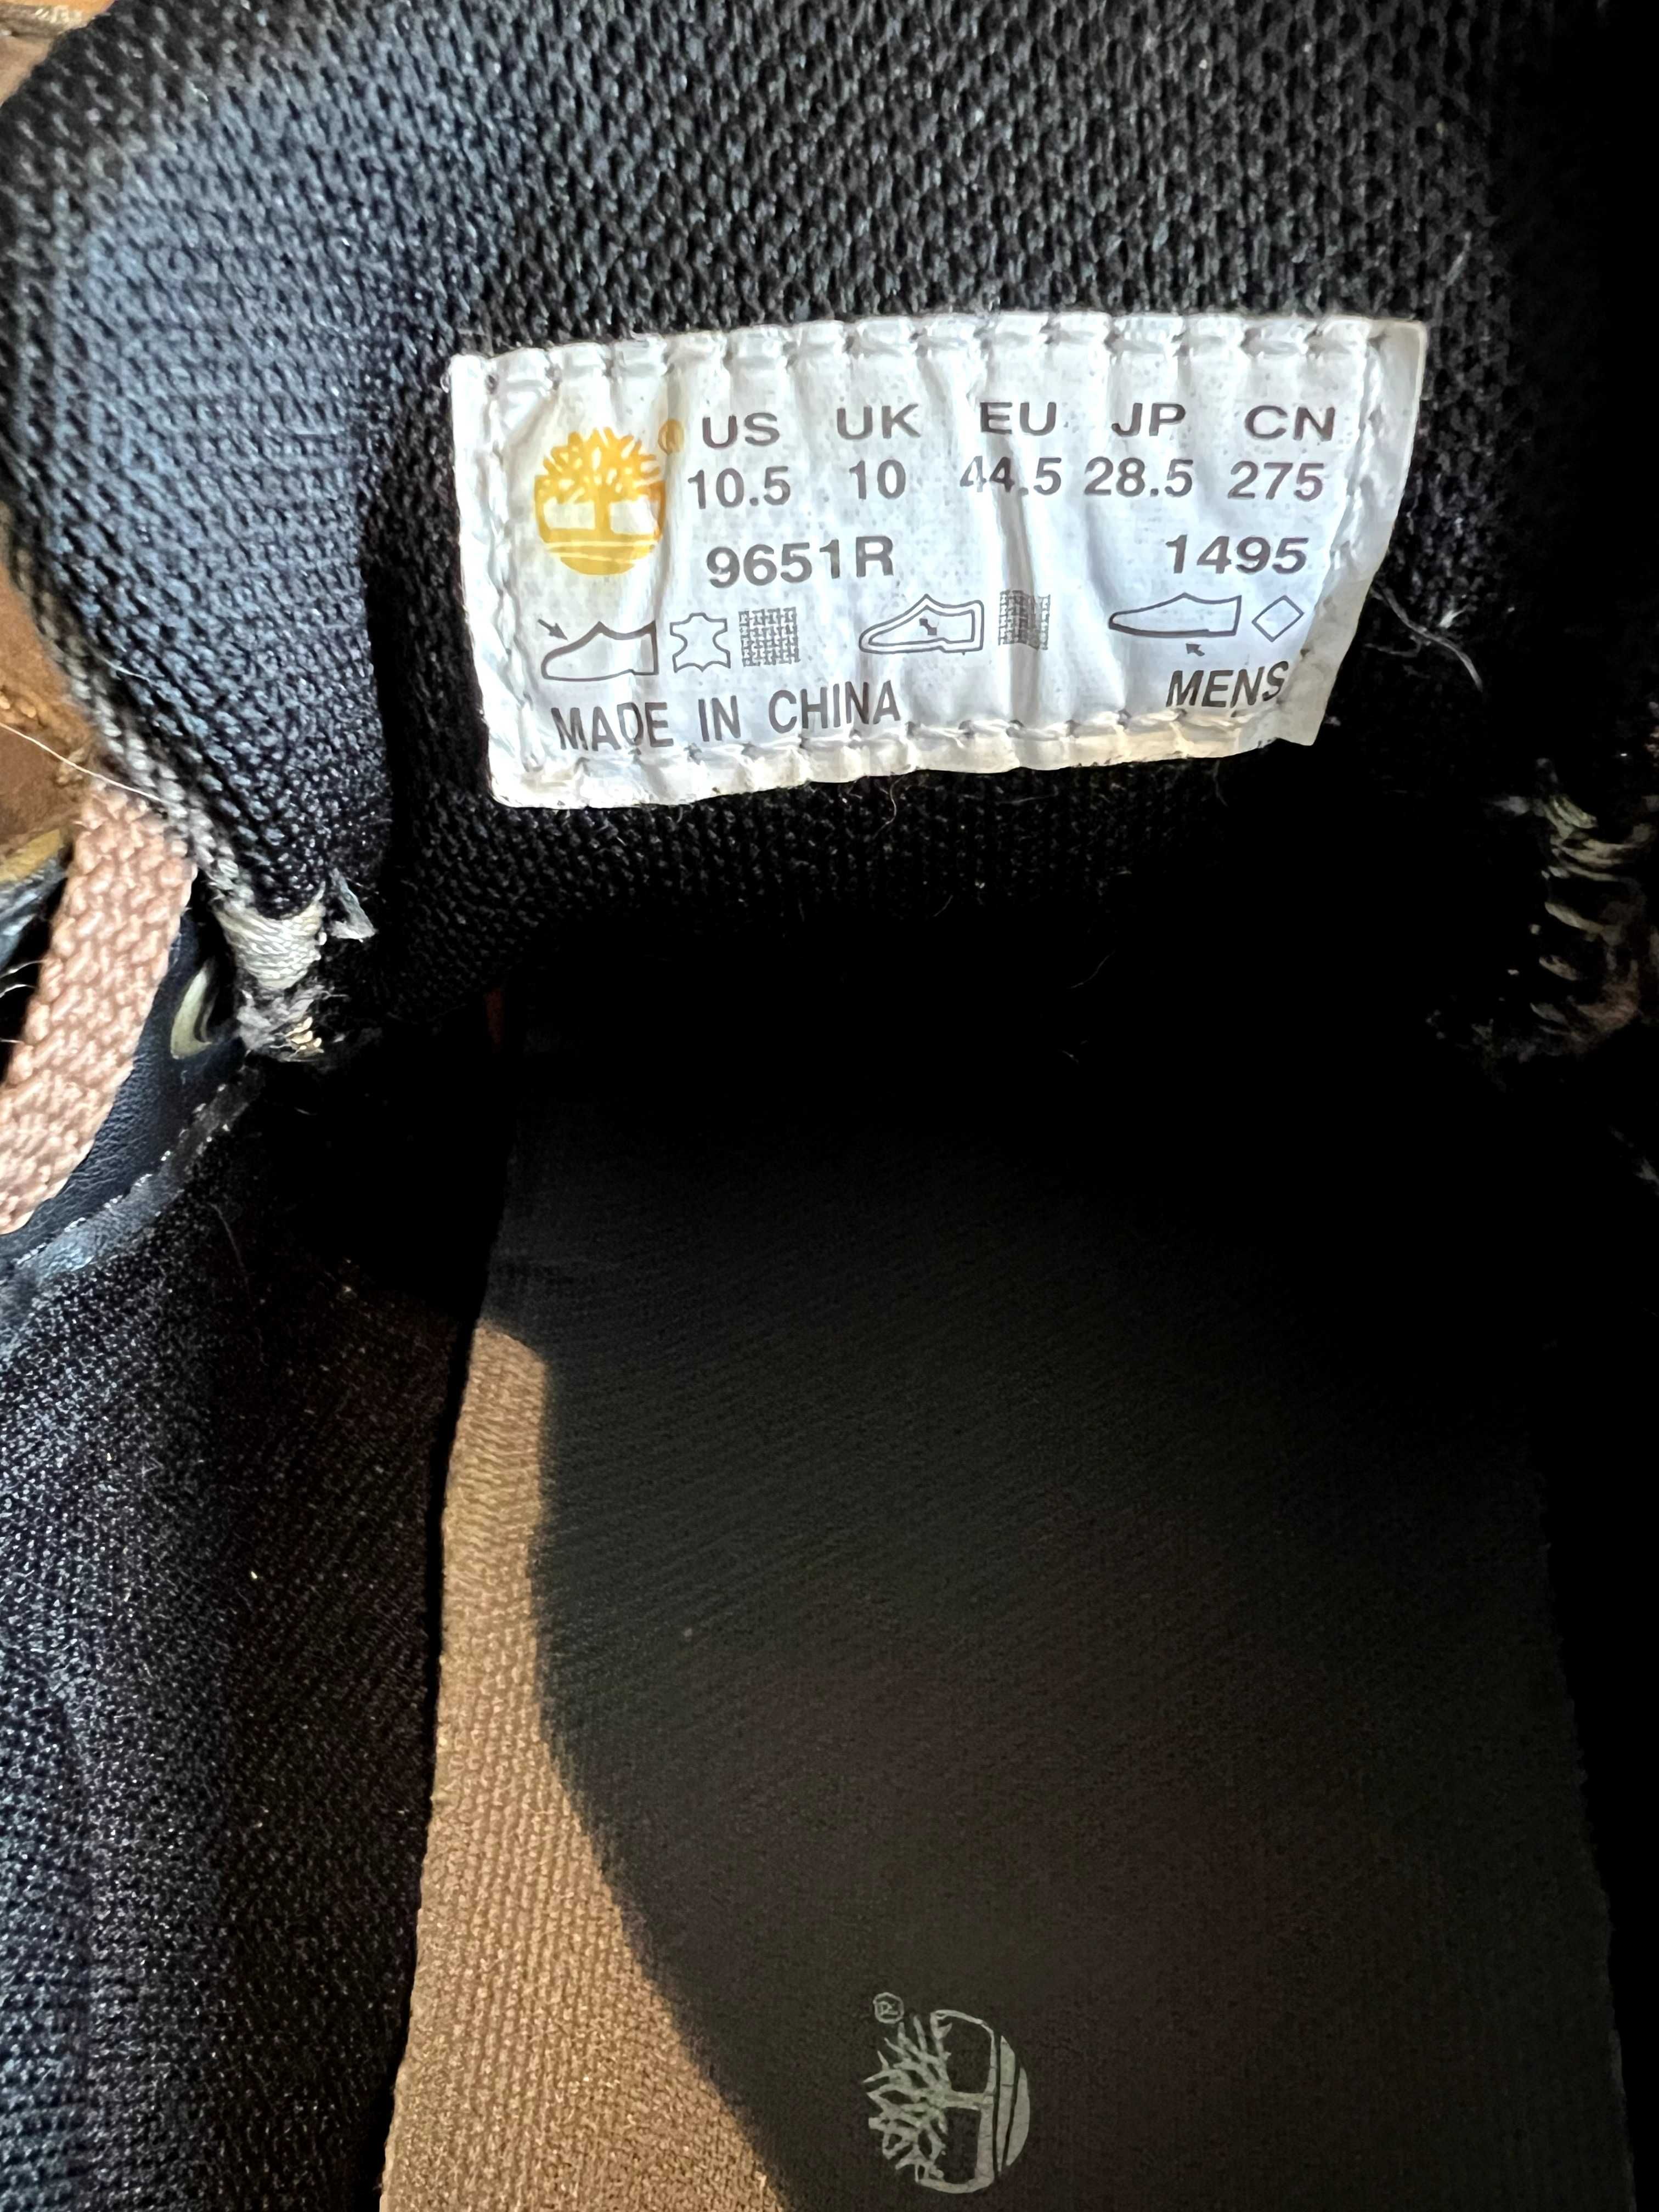 US UK EU JP CN
10.5 10 44.5 28.5 275
9651R 1495
MADE IN CHINA MENS